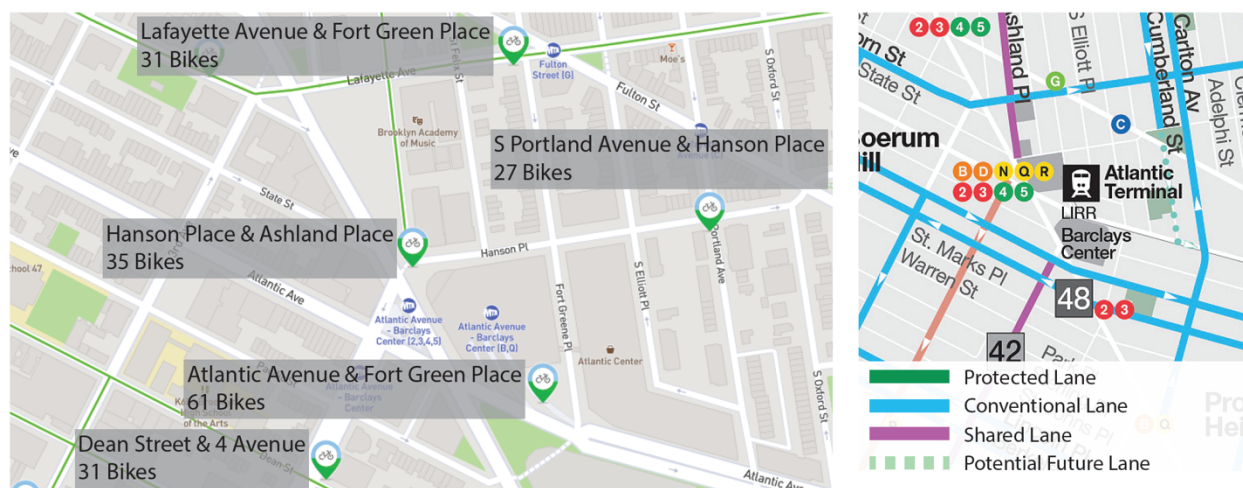 Lafayette Avenue & Fort Green Place
31 Bikes
Lafayette Ave
Fulton
Street (G)
Moe's
S Oxford St
Fulton St
Brooklyn Academy
of Music
S Portland Avenue & Hanson Place
27 Bikes
State St
Hanson Place & Ashland Place
35 Bikes
Hanson Pl
Portland Ave
S Elliott Pl
Fort Greene Pl
Atlantic Ave
Atlantic Avenue
- Barclays
Center (2,3,4,5)
Atlantic Avenue
- Barclays
Center (B,Q)
Atlantic Center
Atlantic Avenue & Fort Green Place
61 Bikes
S Oxford St
Dean Street & 4 Avenue
31 Bikes
Dean St
Atlantic Ave
2 3 4 5
Ashland Pl
S Elliott Pl
Cumberland St
Carlton Av
Adelphi St
State St
G
C
B D N Q R
2 3 4 5
Atlantic
Terminal
LIRR
Barclays
Center
St. Marks Pl
Warren St
48
2 3
42
Protected Lane
Conventional Lane
Shared Lane
Potential Future Lane